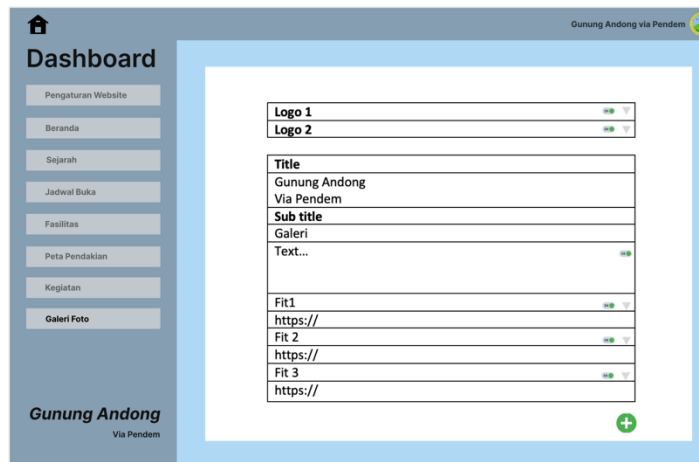 Gunung Andong via Pendem
Dashboard
Pengaturan Website
Beranda
Sejarah
Jadwal Buka
Fasilitas
Peta Pendakian
Kegiatan
Galeri Foto
Gunung Andong
Via Pendem
Logo 1
Logo 2
Title
Gunung Andong
Via Pendem
Sub title
Galeri
Text...
Fit1
https://
Fit 2
https://
Fit 3
https://